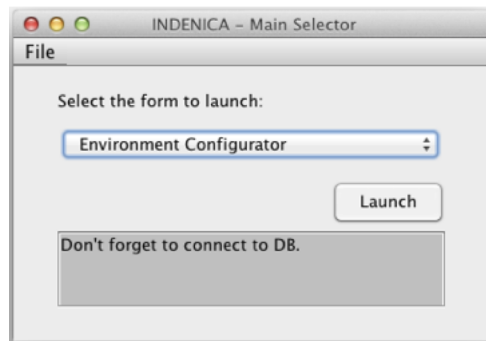 INDENICA - Main Selector
File
Select the form to launch:
Environment Configurator
Launch
Don't forget to connect to DB.